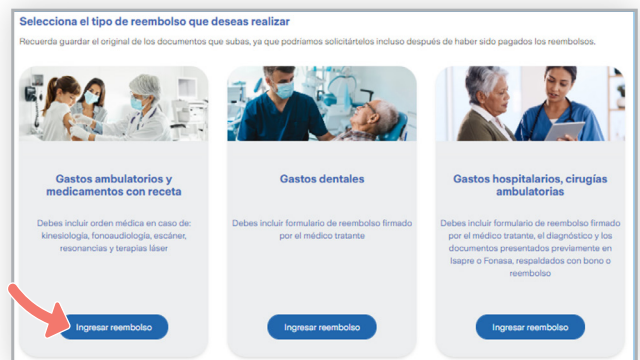 Selecciona el tipo de reembolso que deseas realizar
Recuerda guardar el original de los documentos que subas, ya que podríamos solicitártelos incluso después de haber sido pagados los reembolsos.
Gastos ambulatorios y
medicamentos con receta
Debes incluir orden médica en caso de:
kinesiología, fonoaudiología, escáner,
resonancias y terapias láser
Ingresar reembolso
Gastos dentales
Debes incluir formulario de reembolso firmado
por el médico tratante
Ingresar reembolso
Gastos hospitalarios, cirugías
ambulatorias
Debes incluir formulario de reembolso firmado
por el médico tratante, el diagnóstico y los
documentos presentados previamente en
Isapre o Fonasa, respaldados con bono o
reembolso
Ingresar reembolso